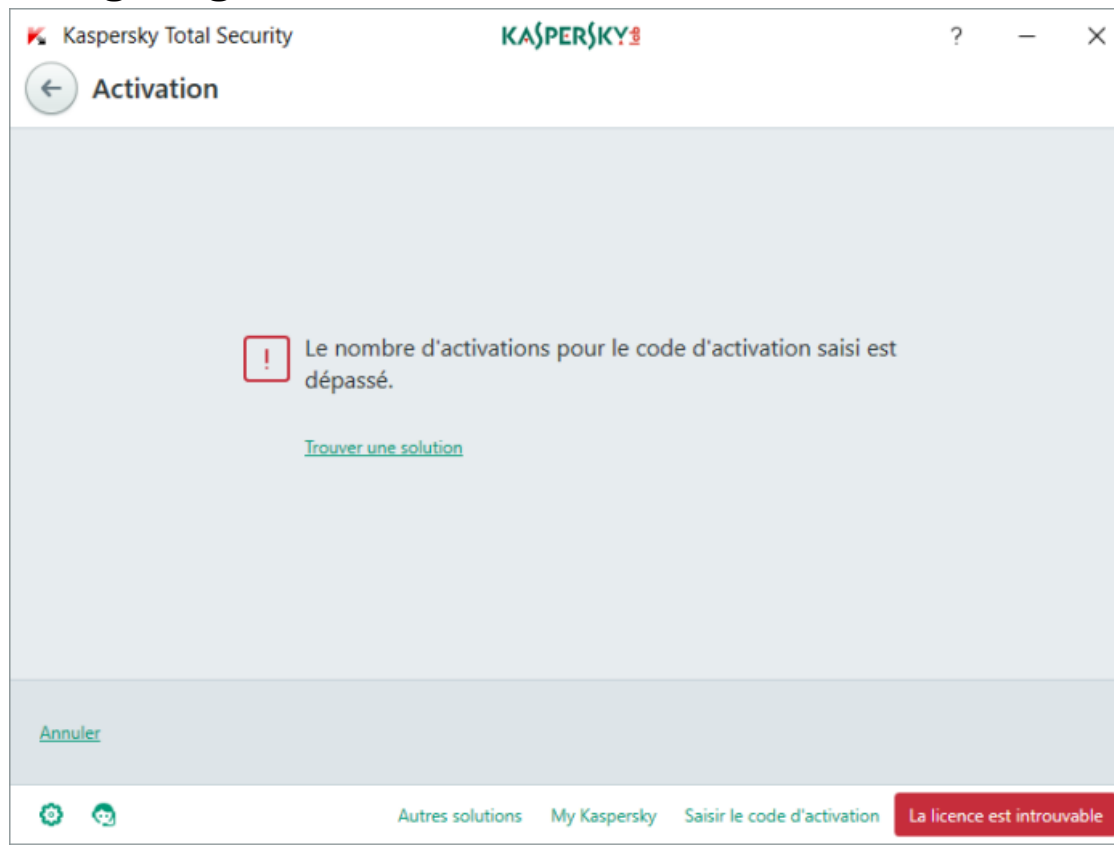 Kaspersky Total Security
KASPERSKY lab
? — ×
Activation
! Le nombre d'activations pour le code d'activation saisi est
dépassé.
Trouver une solution
Annuler
Autres solutions My Kaspersky Saisir le code d'activation La licence est introuvable